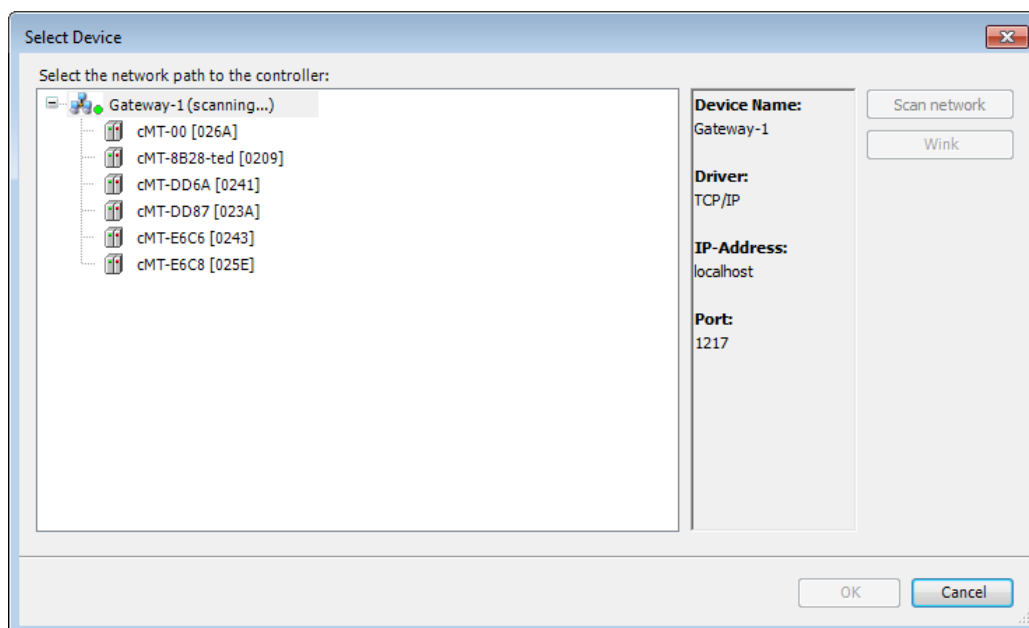 Select Device
Select the network path to the controller:
Gateway-1 (scanning...)
cMT-00 [026A]
cMT-8B28-ted [0209]
cMT-DD6A [0241]
cMT-DD87 [023A]
cMT-E6C6 [0243]
cMT-E6C8 [025E]
Device Name:
Gateway-1
Driver:
TCP/IP
IP-Address:
localhost
Port:
1217
Scan network
Wink
OK
Cancel